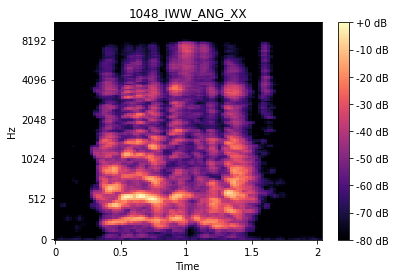 1048_IWW_ANG_XX
+0 dB
8192
-10 dB
4096
-20 dB
-30 dB
2048
Hz
-40 dB
1024
-50 dB
512
-60 dB
-70 dB
0
-80 dB
0
0.5
1
1.5
2
Time